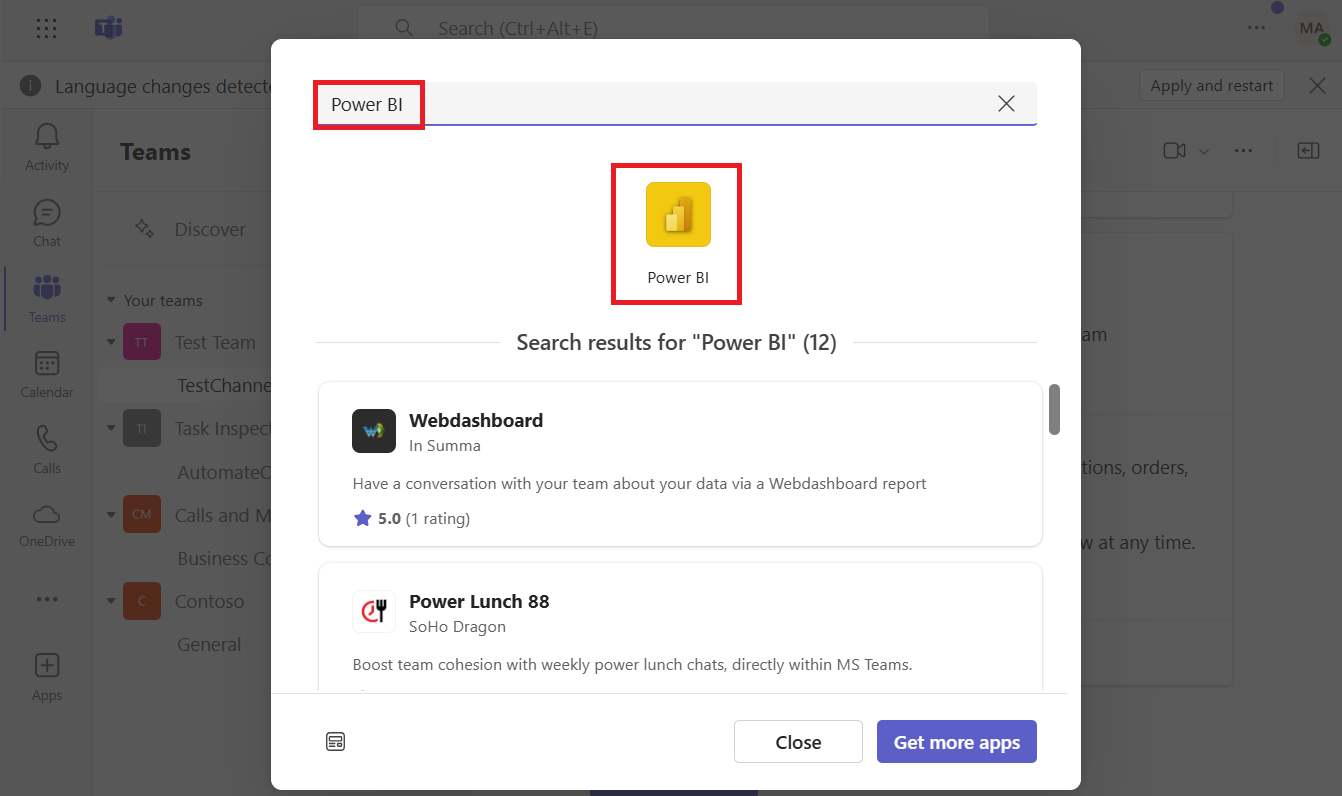 Search (Ctrl+Alt+E)
MA
Language changes detecte
Apply and restart
Activity
Chat
Teams
Calendar
Calls
OneDrive
Apps
Teams
Discover
Your teams
TT Test Team
TestChanne
TI Task Inspect
AutomateC
CM Calls and M
Business Co
C Contoso
General
Power BI
Power BI
Search results for "Power BI" (12)
Webdashboard
In Summa
Have a conversation with your team about your data via a Webdashboard report
5.0 (1 rating)
Power Lunch 88
SoHo Dragon
Boost team cohesion with weekly power lunch chats, directly within MS Teams.
Close
Get more apps
am
tions, orders,
w at any time.